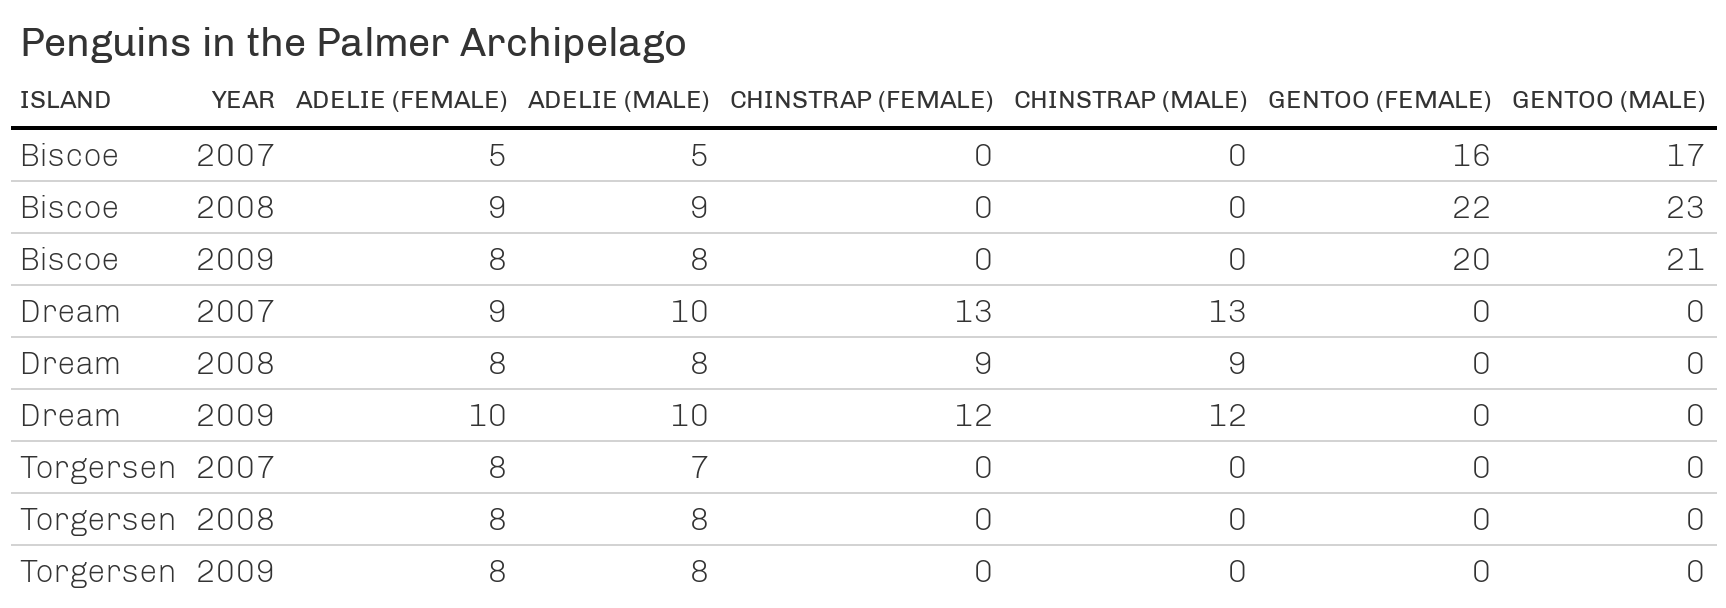 Penguins in the Palmer Archipelago
ISLAND YEAR ADELIE (FEMALE) ADELIE (MALE) CHINSTRAP (FEMALE) CHINSTRAP (MALE) GENTOO (FEMALE) GENTOO (MALE)
Biscoe 2007 5 5 0 0 16 17
Biscoe 2008 9 9 0 0 22 23
Biscoe 2009 8 8 0 0 20 21
Dream 2007 9 10 13 13 0 0
Dream 2008 8 8 9 9 0 0
Dream 2009 10 10 12 12 0 0
Torgersen 2007 8 7 0 0 0 0
Torgersen 2008 8 8 0 0 0 0
Torgersen 2009 8 8 0 0 0 0